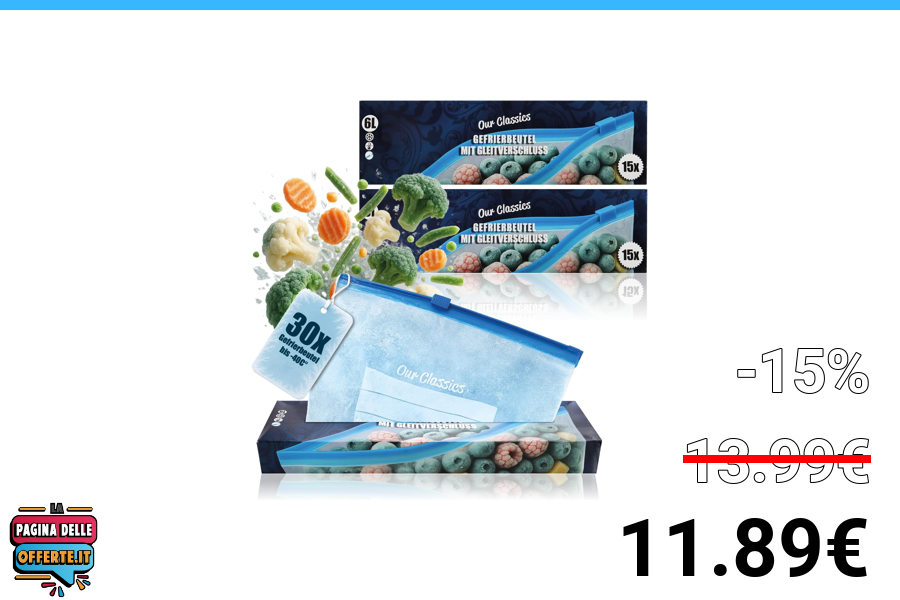 Our Classics
6L
GEFRIERBEUTEL
MIT GLEITVERSCHLUSS
15x
Our Classics
GEFRIERBEUTEL
MIT GLEITVERSCHLUSS
15x
30x
Gefrierbeutel
bis -40C°
Our Classics
MIT GLEITVERSCHLUSS
-15%
13.99€
11.89€
LA
PAGINA DELLE
OFFERTE.IT